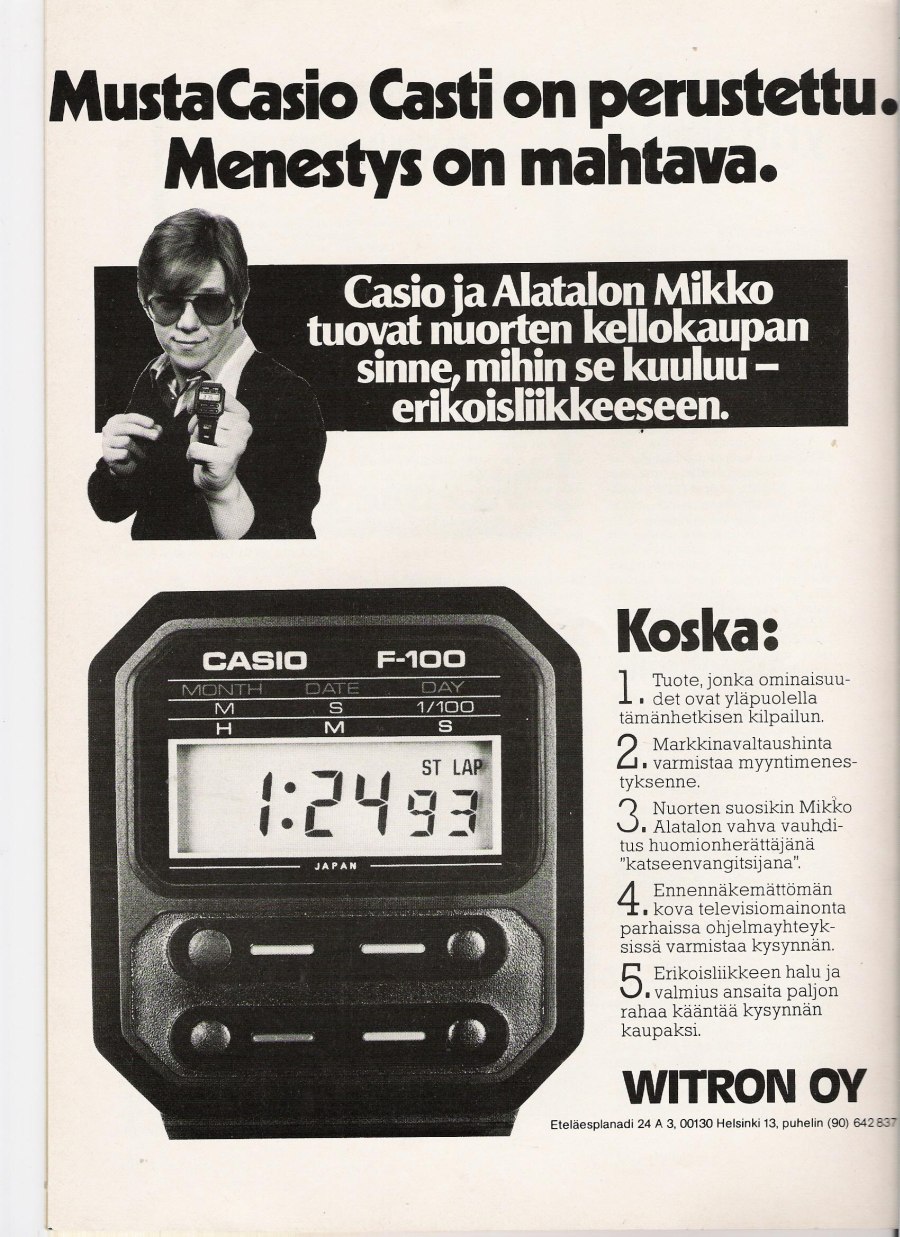 MustaCasio Casti on perustettu.
Menestys on mahtava.
Casio ja Alatalon Mikko
tuovat nuorten kellokaupan
sinne, mihin se kuuluu –
erikoisliikkeeseen.
CASIO F-100
MONTH DATE DAY
M S 1/100
H M S
ST LAP
1:24 93
JAPAN
Koska:
1. Tuote, jonka ominaisuu-
det ovat yläpuolella
tämänhetkisen kilpailun.
2. Markkinavaltaushinta
varmistaa myyntimenes-
tyksenne.
3. Nuorten suosikin Mikko
Alatalon vahva vauhdi-
tus huomionherättäjänä
"katseenvangitsijana".
4. Ennennäkemättömän
kova televisiomainonta
parhaissa ohjelmayhteyk-
sissä varmistaa kysynnän.
5. Erikoisliikkeen halu ja
valmius ansaita paljon
rahaa kääntää kysynnän
kaupaksi.
WITRON OY
Eteläesplanadi 24 A 3, 00130 Helsinki 13, puhelin (90) 642 837